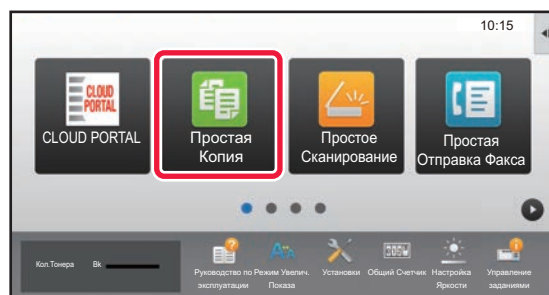 10:15
CLOUD
PORTAL
CLOUD PORTAL
Простая
Копия
Простое
Сканирование
Простая
Отправка Факса
Кол.Тонера Bk
Руководство по
эксплуатации
Режим Увелич.
Показа
Установки
Общий Счетчик
Настройка
Яркости
Управление
заданиями